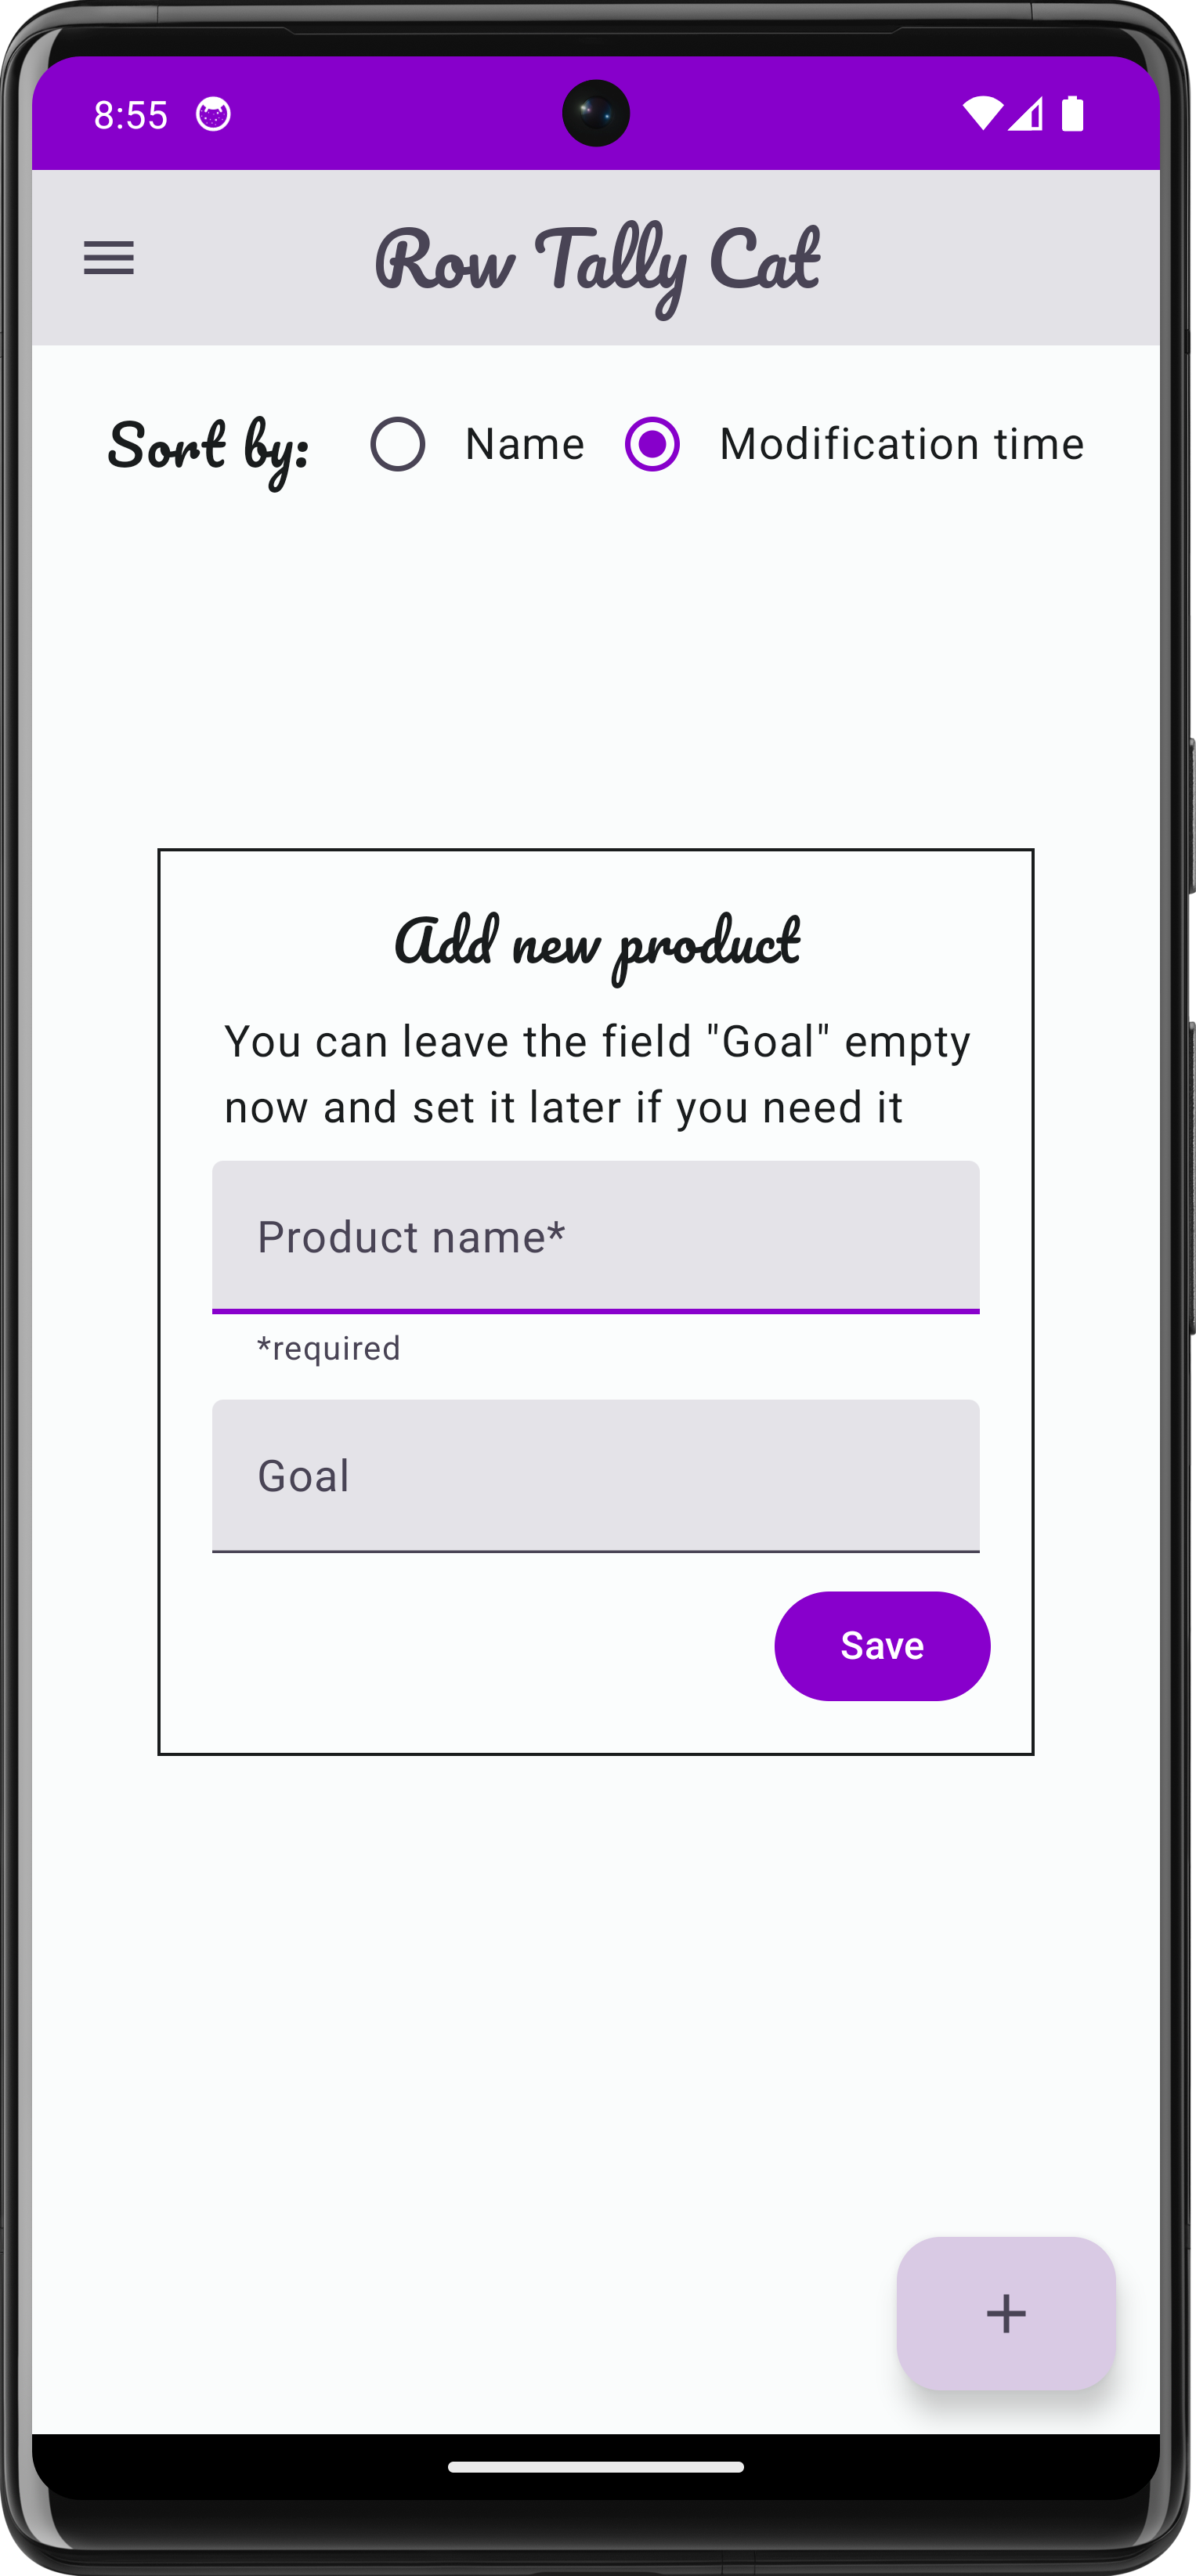 8:55
Row Tally Cat
Sort by:
Name
Modification time
Add new product
You can leave the field "Goal" empty
now and set it later if you need it
Product name*
*required
Goal
Save
+